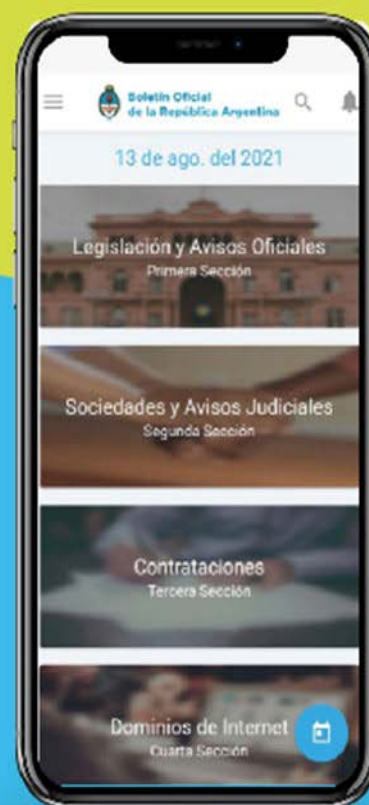 Boletín Oficial
de la República Argentina
13 de ago. del 2021
Legislación y Avisos Oficiales
Primera Sección
Sociedades y Avisos Judiciales
Segunda Sección
Contrataciones
Tercera Sección
Dominios de Internet
Cuarta Sección